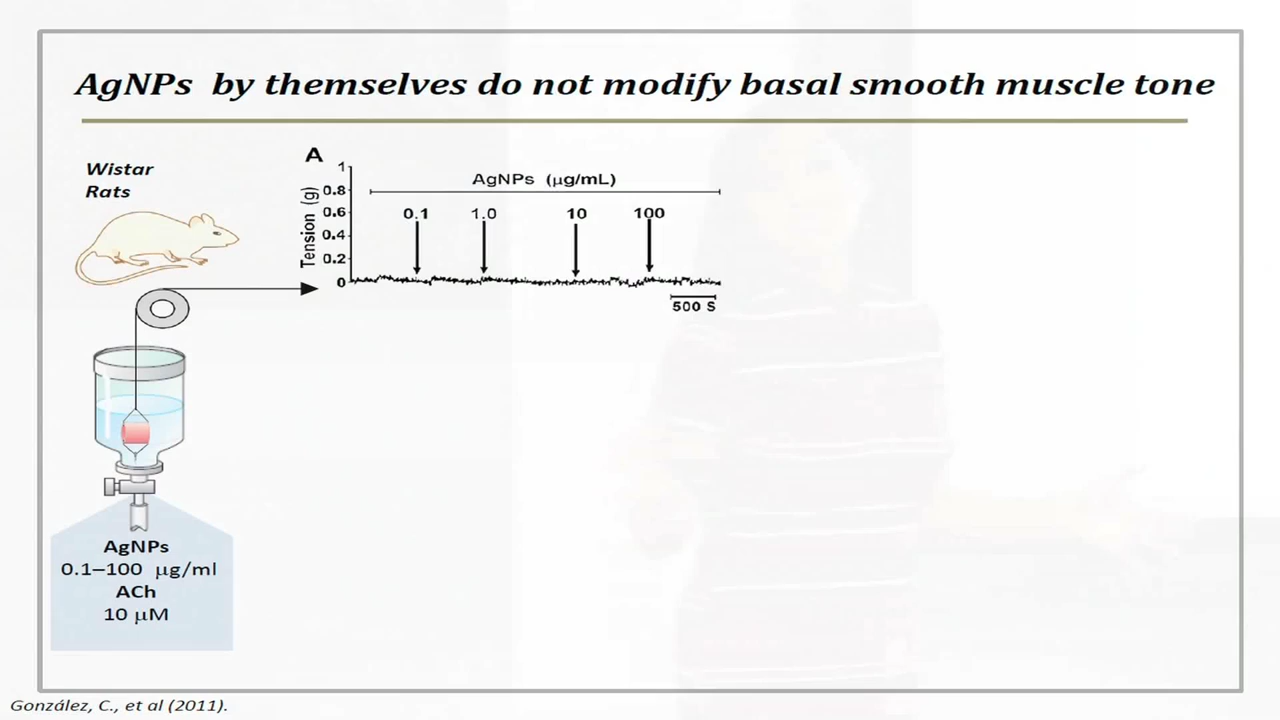 AgNPs by themselves do not modify basal smooth muscle tone
Wistar
Rats
A
AgNPs (μg/mL)
Tension (g)
1
0.8
0.6
0.4
0.2
0
0.1 1.0 10 100
500 S
AgNPs
0.1–100 μg/ml
ACh
10 μM
González, C., et al (2011).